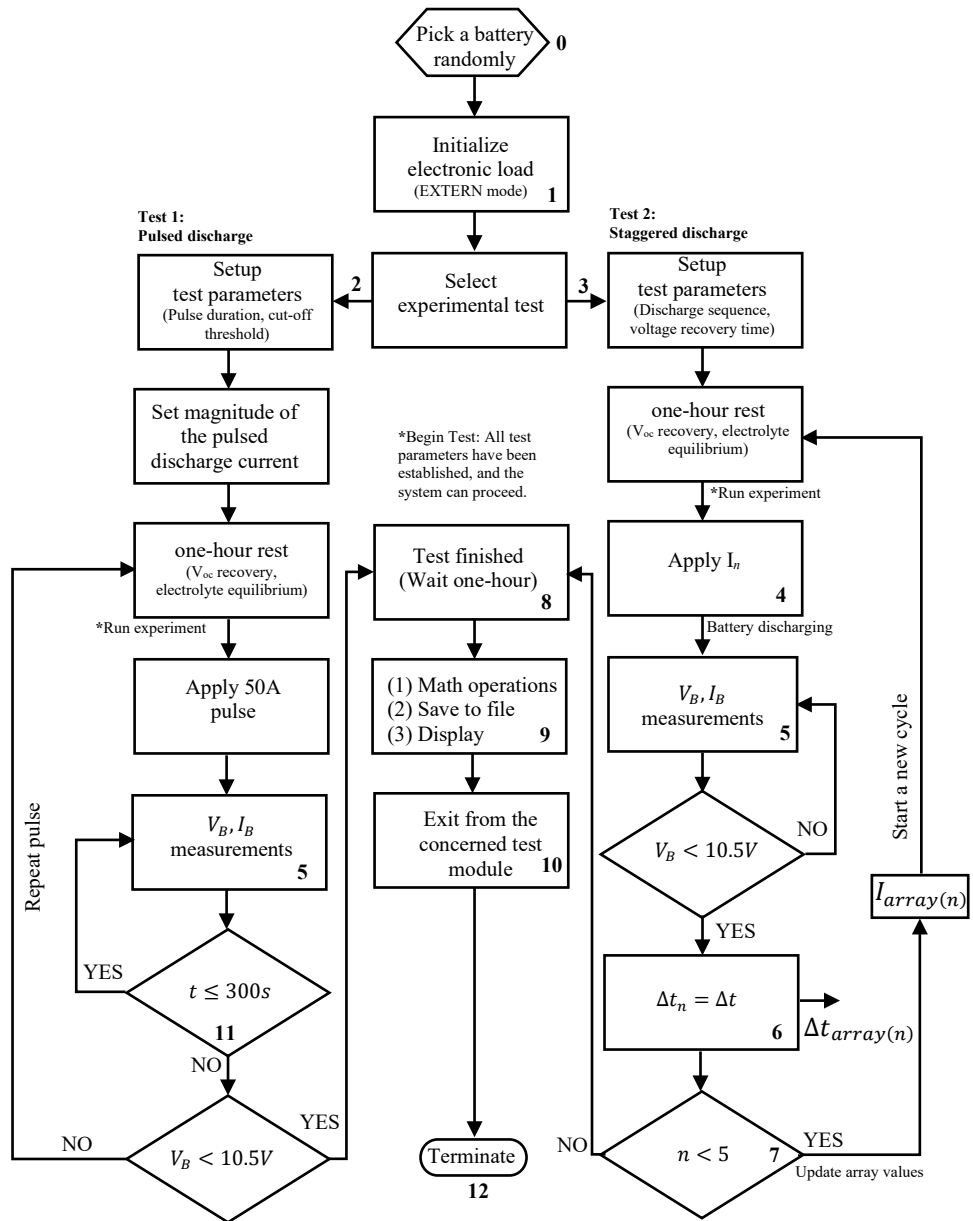 Pick a battery
randomly
0
Initialize
electronic load
(EXTERN mode)
1
Test 1:
Pulsed discharge
Test 2:
Staggered discharge
Setup
test parameters
(Pulse duration, cut-off
threshold)
2
Select
experimental test
3
Setup
test parameters
(Discharge sequence,
voltage recovery time)
Set magnitude of
the pulsed
discharge current
*Begin Test: All test
parameters have been
established, and the
system can proceed.
one-hour rest
(Voc recovery, electrolyte
equilibrium)
*Run experiment
one-hour rest
(Voc recovery,
electrolyte equilibrium)
*Run experiment
Test finished
(Wait one-hour)
8
Apply In
4
Battery discharging
Apply 50A
pulse
(1) Math operations
(2) Save to file
(3) Display
9
VB, IB
measurements
5
VB, IB
measurements
5
Exit from the
concerned test
module
10
VB < 10.5V
NO
YES
Start a new cycle
Iarray(n)
Repeat pulse
YES
t ≤ 300s
11
NO
Δtn = Δt
6
Δtarray(n)
NO
VB < 10.5V
YES
Terminate
12
NO
n < 5
7
YES
Update array values